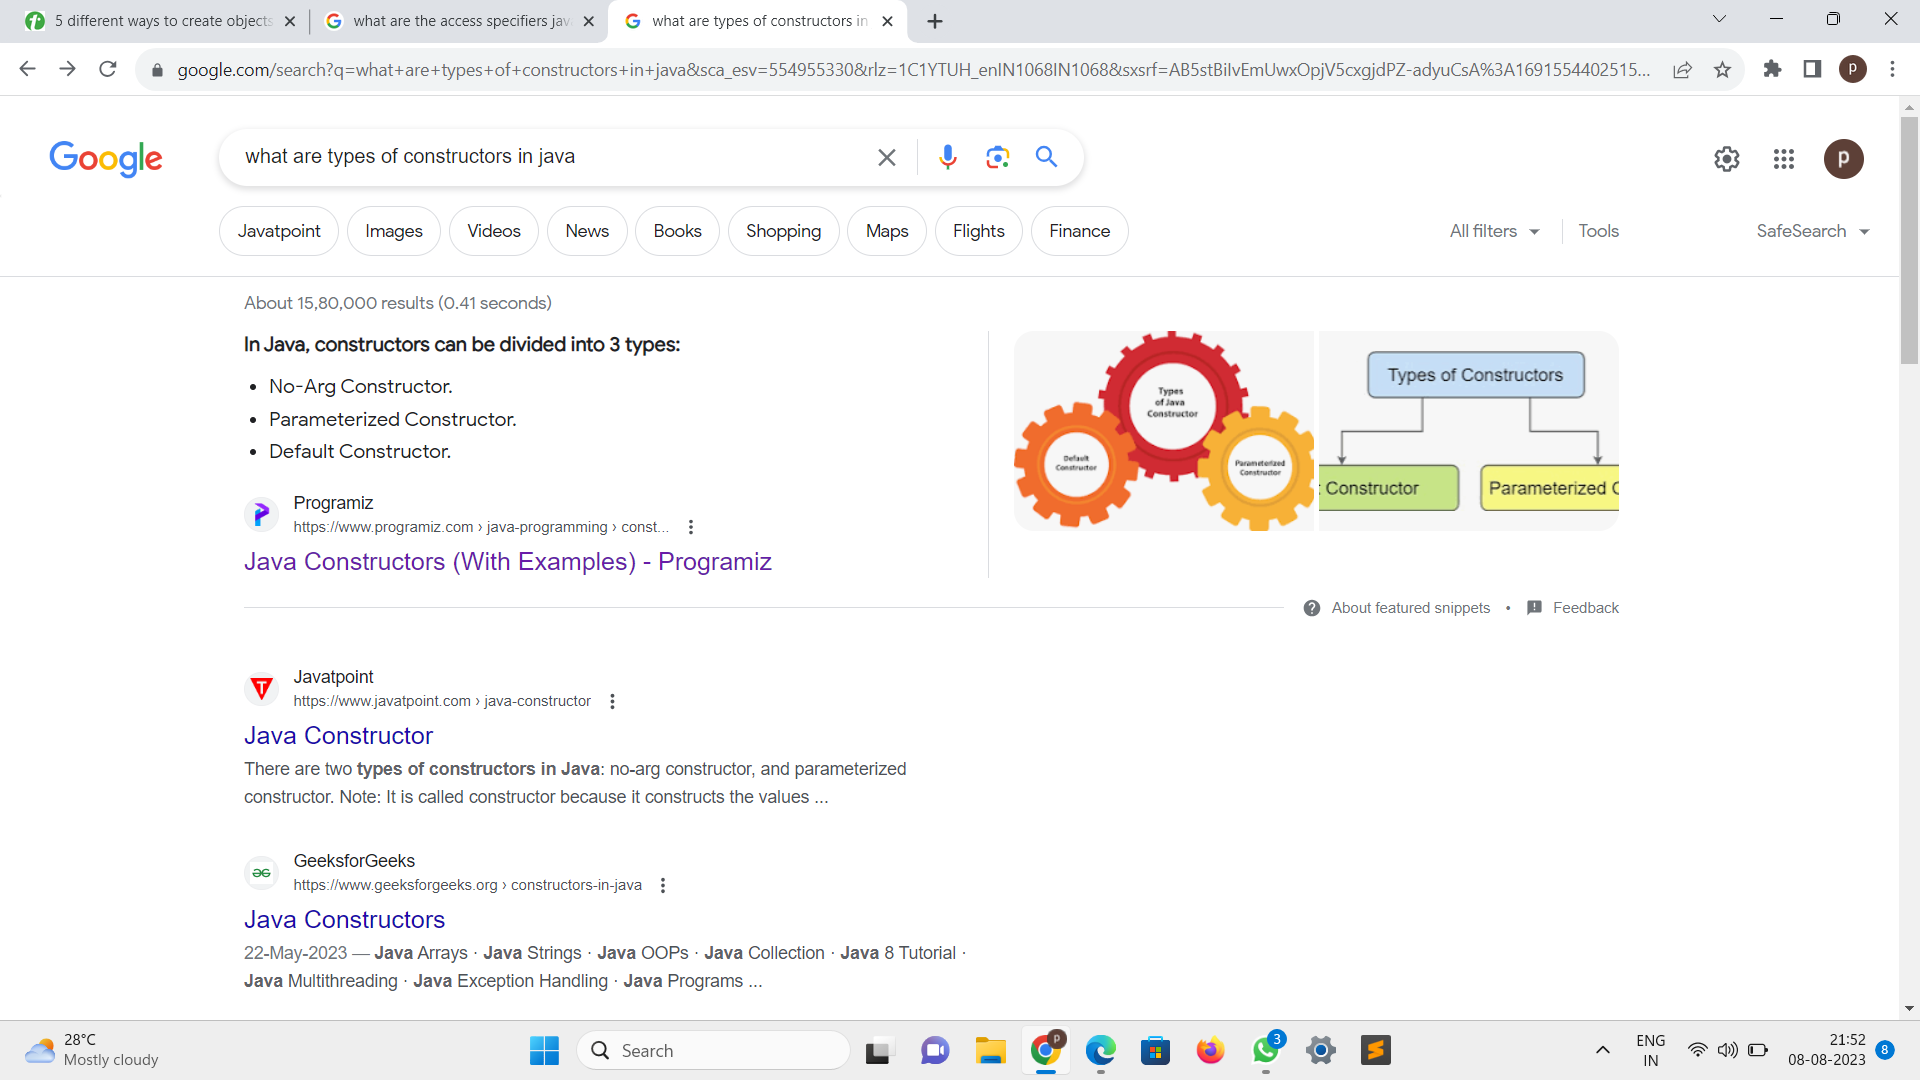 5 different ways to create objects
what are the access specifiers jav
what are types of constructors in
google.com/search?q=what+are+types+of+constructors+in+java&sca_esv=554955330&rlz=1C1YTUH_enIN1068IN1068&sxsrf=AB5stBilvEmUwxOpjV5cxgjdPZ-adyuCsA%3A1691554402515...
p
Google
what are types of constructors in java
p
Javatpoint
Images
Videos
News
Books
Shopping
Maps
Flights
Finance
All filters
Tools
SafeSearch
About 15,80,000 results (0.41 seconds)
In Java, constructors can be divided into 3 types:
• No-Arg Constructor.
• Parameterized Constructor.
• Default Constructor.
Types
of Java
Constructor
Default
Constructor
Parameterized
Constructor
Types of Constructors
Constructor
Parameterized C
Programiz
https://www.programiz.com › java-programming › const...
Java Constructors (With Examples) - Programiz
About featured snippets • Feedback
Javatpoint
https://www.javatpoint.com › java-constructor
Java Constructor
There are two types of constructors in Java: no-arg constructor, and parameterized
constructor. Note: It is called constructor because it constructs the values ...
GeeksforGeeks
https://www.geeksforgeeks.org › constructors-in-java
Java Constructors
22-May-2023 — Java Arrays · Java Strings · Java OOPs · Java Collection · Java 8 Tutorial ·
Java Multithreading · Java Exception Handling · Java Programs ...
28°C
Mostly cloudy
Search
p
3
ENG
IN
21:52
08-08-2023
8